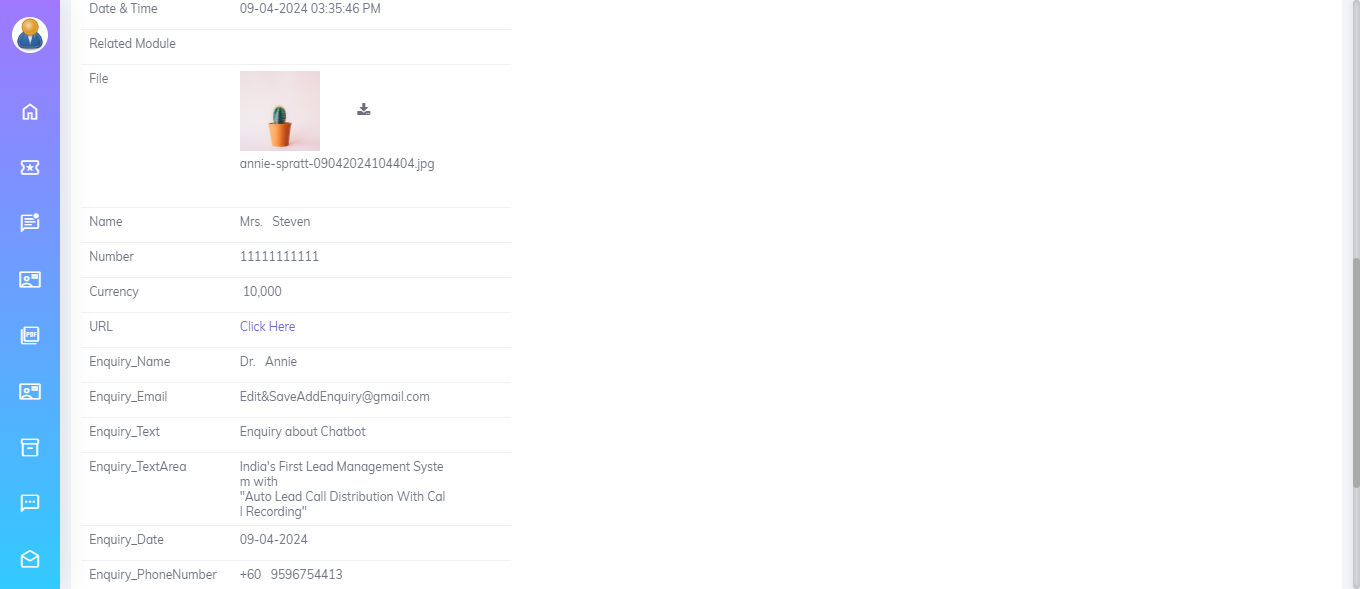 Date & Time 09-04-2024 03:35:46 PM
Related Module
File
annie-spratt-09042024104404.jpg
Name Mrs. Steven
Number 11111111111
Currency 10,000
URL Click Here
Enquiry_Name Dr. Annie
Enquiry_Email Edit&SaveAddEnquiry@gmail.com
Enquiry_Text Enquiry about Chatbot
Enquiry_TextArea India's First Lead Management Syste
m with
"Auto Lead Call Distribution With Cal
l Recording"
Enquiry_Date 09-04-2024
Enquiry_PhoneNumber +60 9596754413
PDF